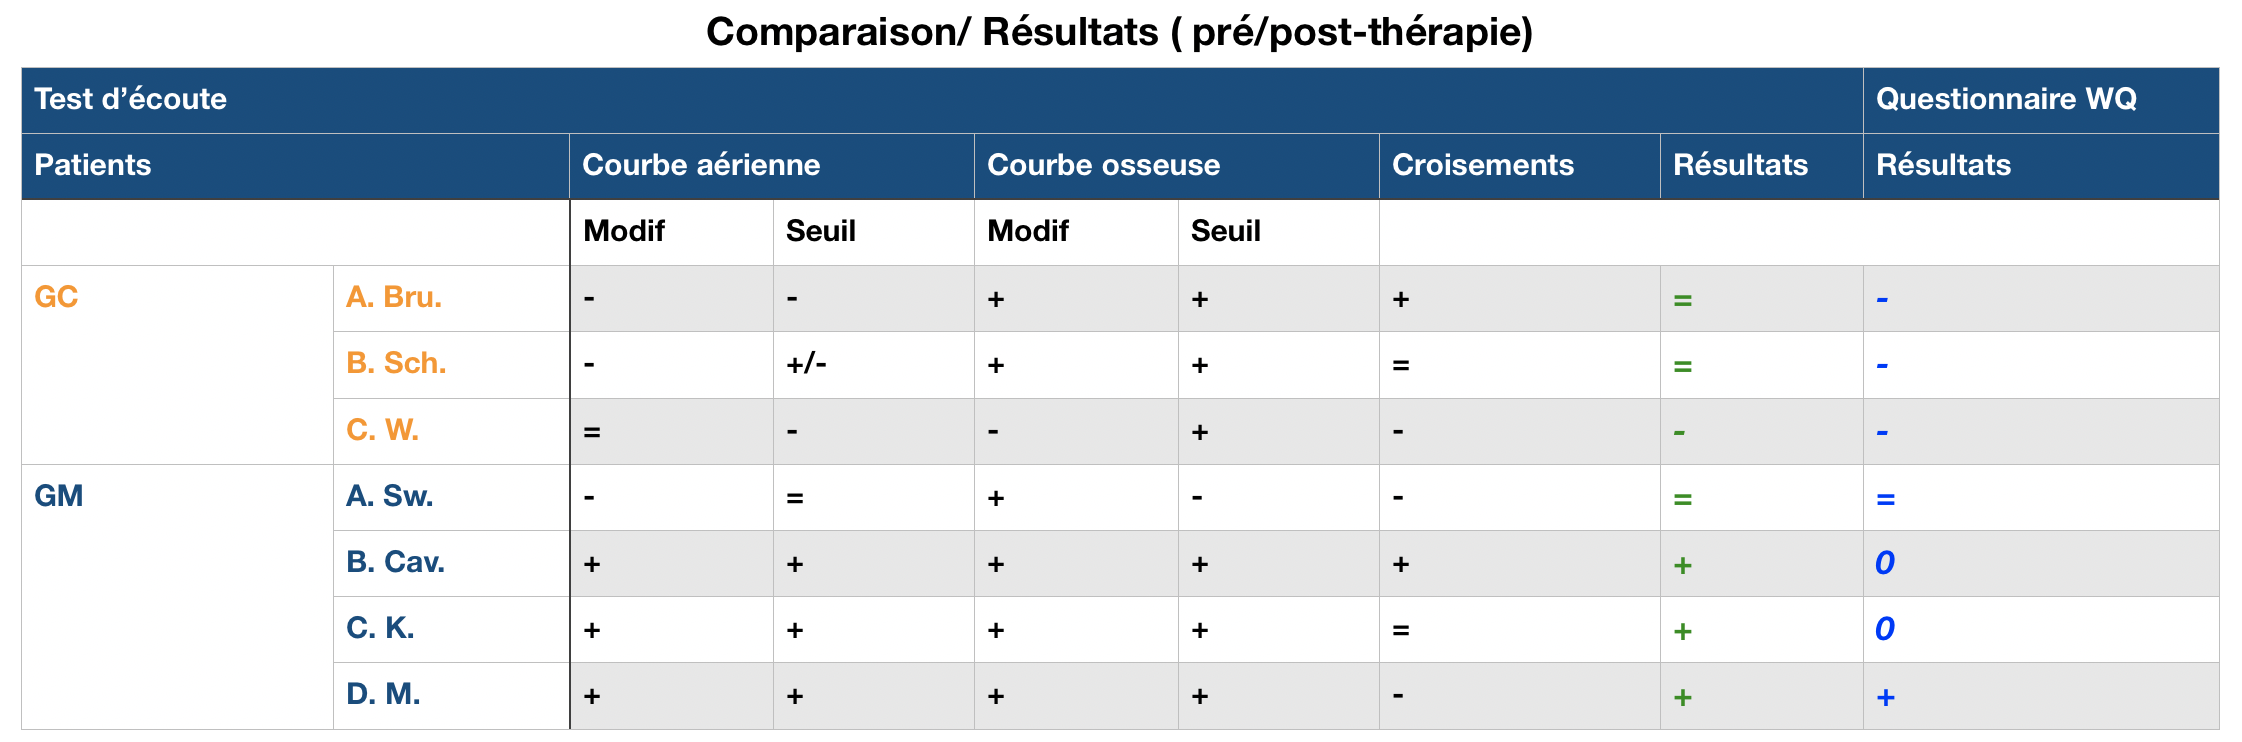 Comparaison/ Résultats ( pré/post-thérapie)
Test d’écoute Questionnaire WQ
Patients Courbe aérienne Courbe osseuse Croisements Résultats Résultats
Modif Seuil Modif Seuil
GC A. Bru. - - + + + = -
B. Sch. - +/- + + = = -
C. W. = - - + - - -
GM A. Sw. - = + - - = =
B. Cav. + + + + + + 0
C. K. + + + + = + 0
D. M. + + + + - + +